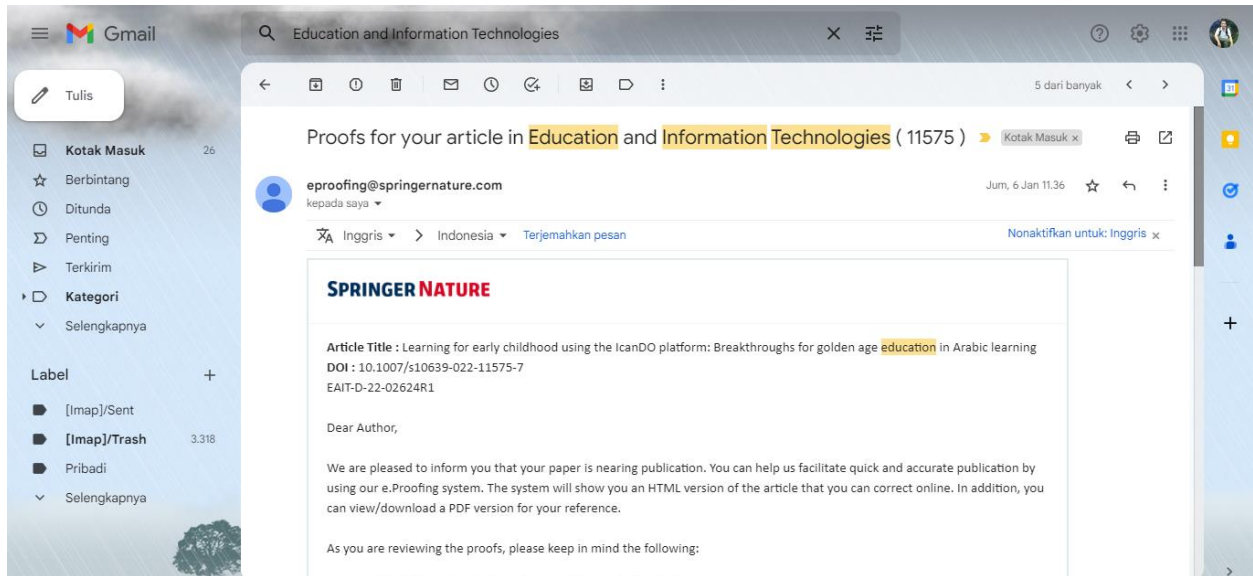 Gmail
Education and Information Technologies
Tulis
5 dari banyak
Kotak Masuk 26
Berbintang
Ditunda
Penting
Terkirim
Kategori
Selengkapnya
Label
[Imap]/Sent
[Imap]/Trash 3.318
Pribadi
Selengkapnya
Proofs for your article in Education and Information Technologies ( 11575 ) Kotak Masuk x
eproofing@springernature.com Jum, 6 Jan 11.36
kepada saya
Inggris > Indonesia Terjemahkan pesan Nonaktifkan untuk: Inggris x
SPRINGER NATURE
Article Title : Learning for early childhood using the IcanDO platform: Breakthroughs for golden age education in Arabic learning
DOI : 10.1007/s10639-022-11575-7
EAIT-D-22-02624R1
Dear Author,
We are pleased to inform you that your paper is nearing publication. You can help us facilitate quick and accurate publication by
using our e.Proofing system. The system will show you an HTML version of the article that you can correct online. In addition, you
can view/download a PDF version for your reference.
As you are reviewing the proofs, please keep in mind the following:
31